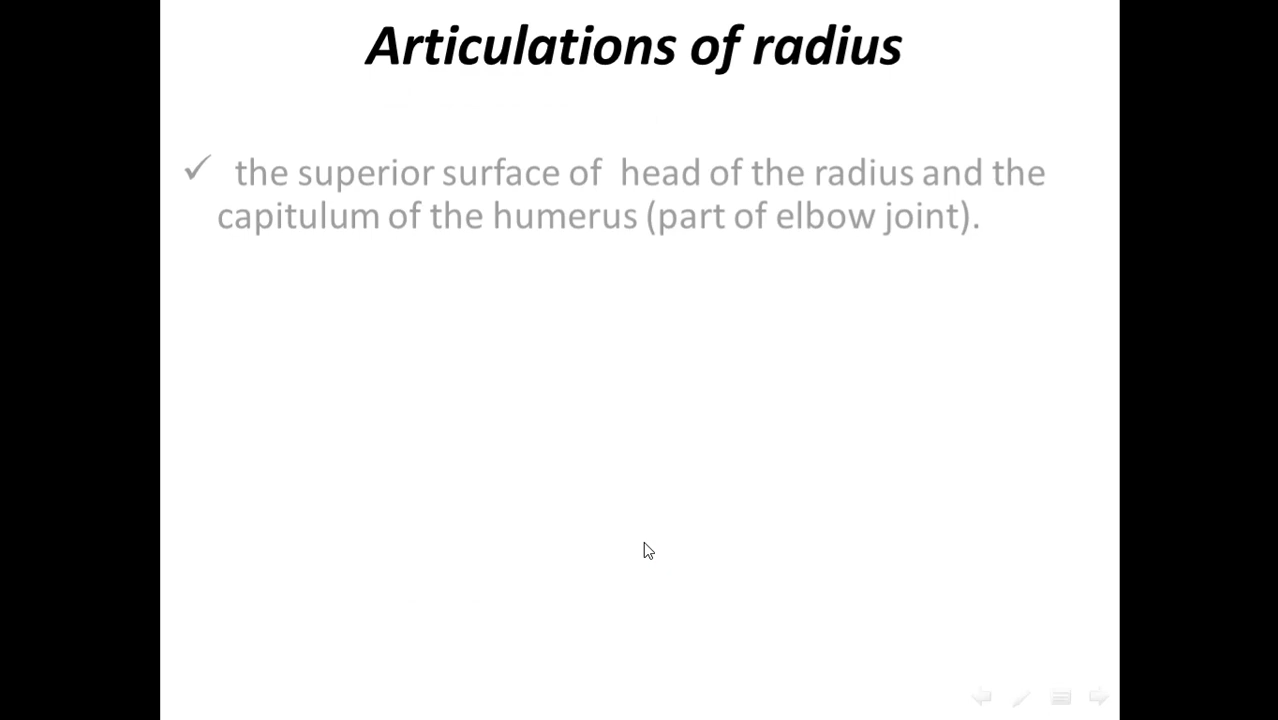 Articulations of radius
✓ the superior surface of head of the radius and the
capitulum of the humerus (part of elbow joint).